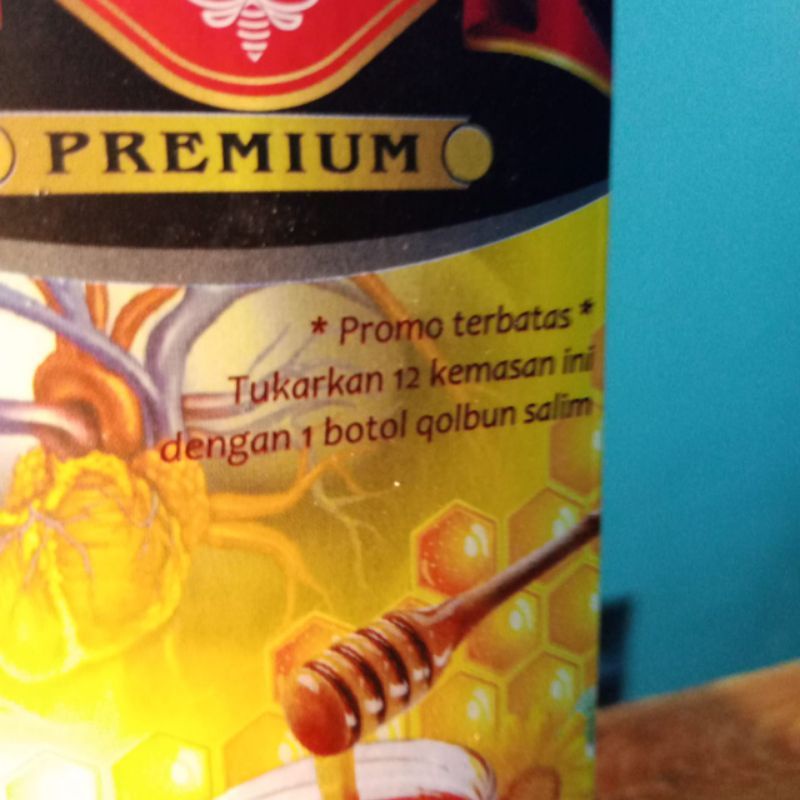 PREMIUM
* Promo terbatas *
Tukarkan 12 kemasan ini
dengan 1 botol qolbun salim